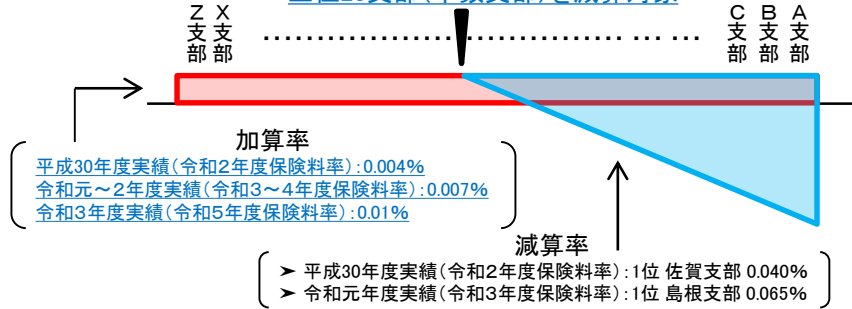 Z支部
X支部
C支部
B支部
A支部
加算率
平成30年度実績(令和2年度保険料率):0.004%
令和元~2年度実績(令和3~4年度保険料率):0.007%
令和3年度実績(令和5年度保険料率):0.01%
減算率
➤ 平成30年度実績(令和2年度保険料率):1位 佐賀支部 0.040%
➤ 令和元年度実績(令和3年度保険料率):1位 島根支部 0.065%